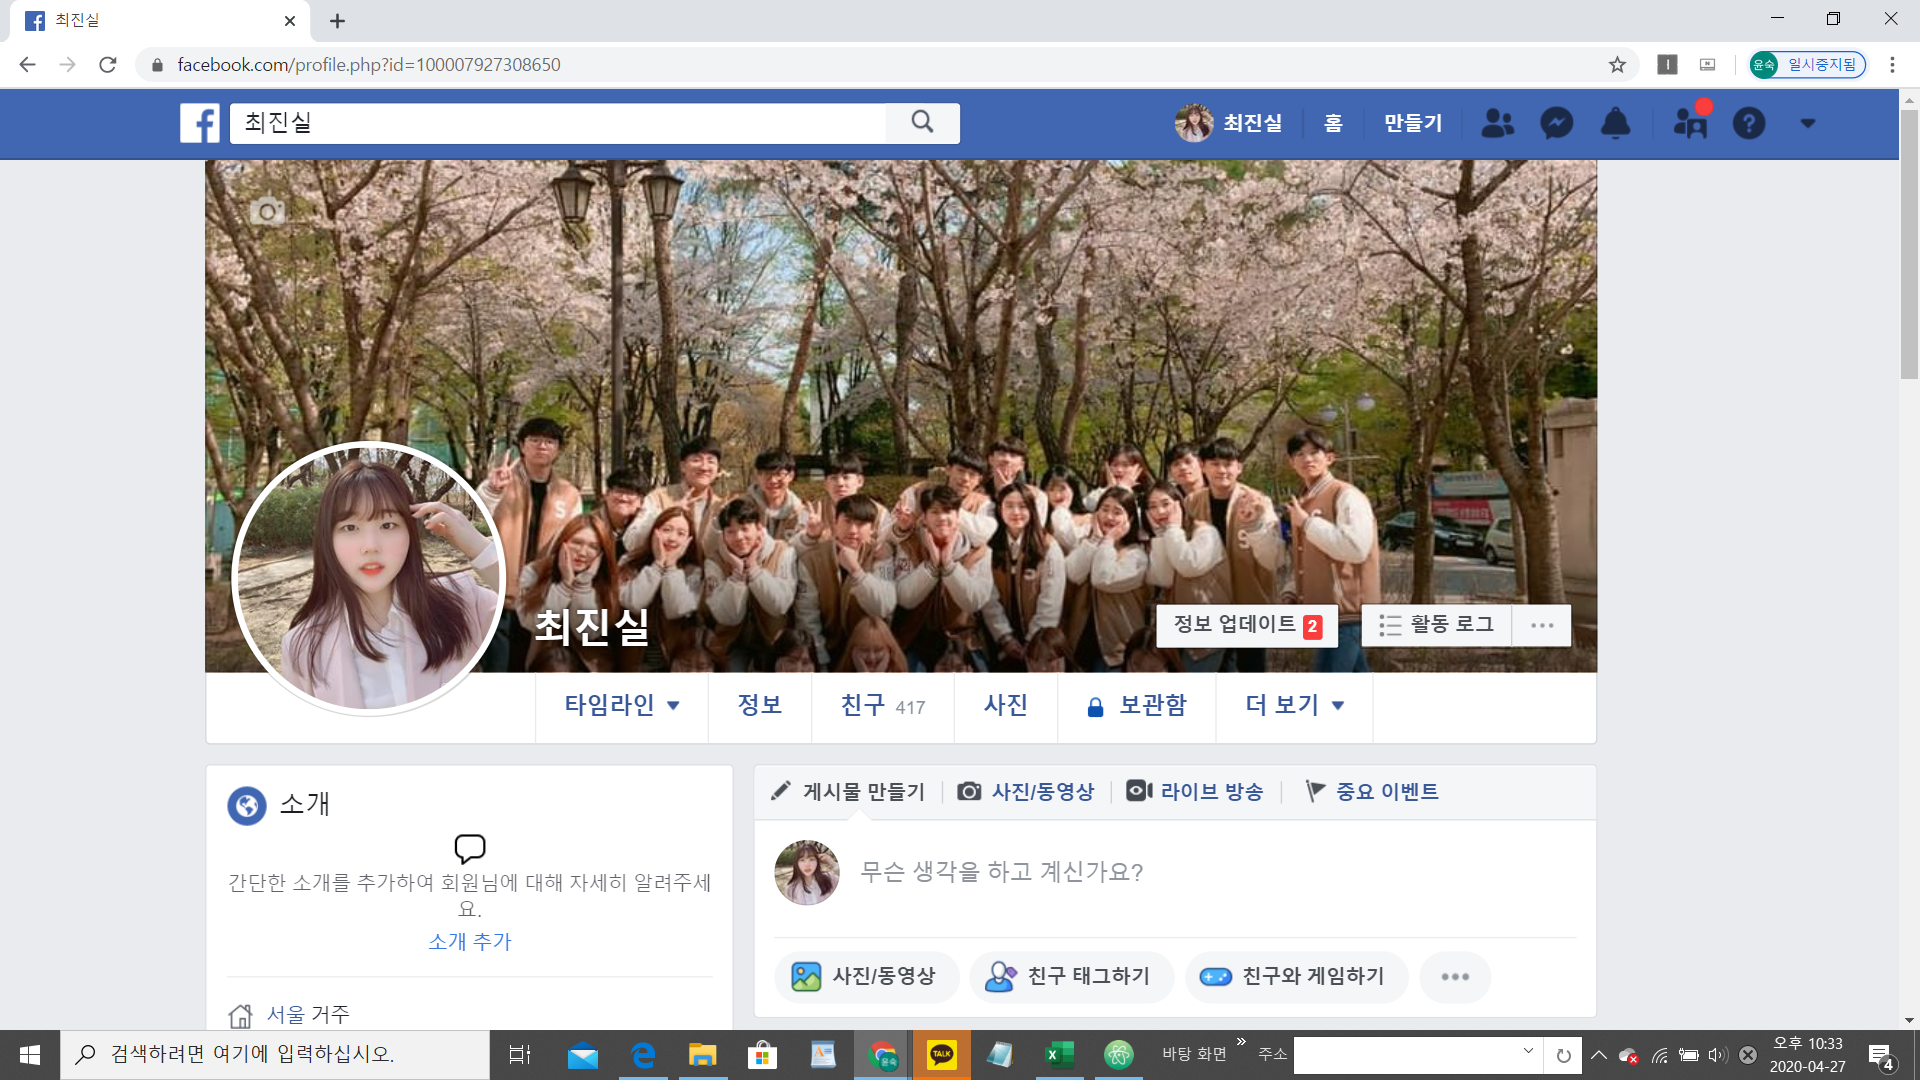 최진실
facebook.com/profile.php?id=100007927308650
윤숙 일시중지됨
최진실
최진실 홈 만들기
최진실
정보 업데이트 2
활동 로그
타임라인 정보 친구 417 사진 보관함 더 보기
소개
간단한 소개를 추가하여 회원님에 대해 자세히 알려주세
요.
소개 추가
서울 거주
게시물 만들기 사진/동영상 라이브 방송 중요 이벤트
무슨 생각을 하고 계신가요?
사진/동영상 친구 태그하기 친구와 게임하기
검색하려면 여기에 입력하십시오.
윤숙
TALK
바탕 화면 » 주소
오후 10:33
2020-04-27
4